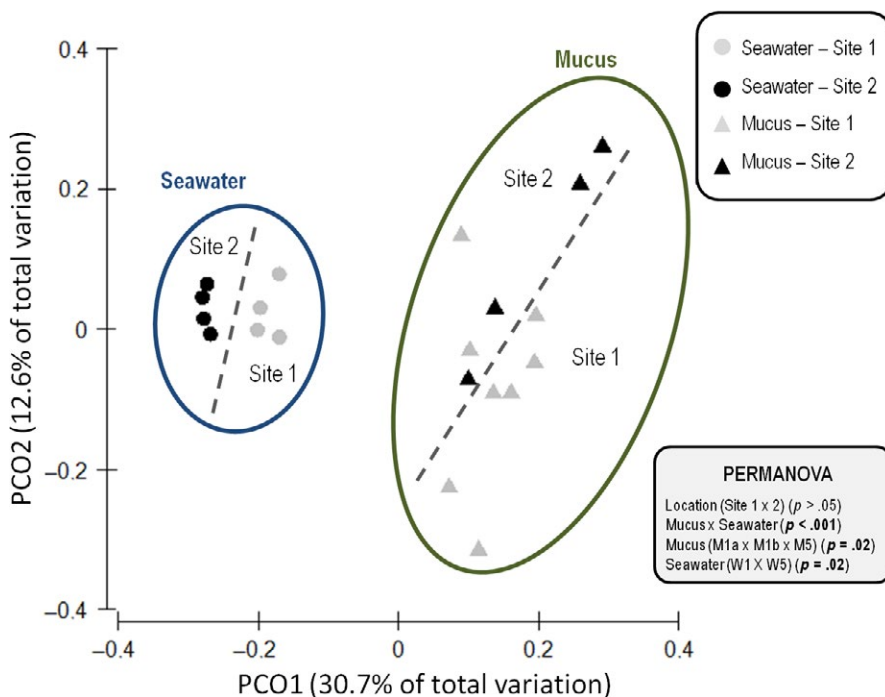 Seawater – Site 1
Seawater – Site 2
Mucus – Site 1
Mucus – Site 2
Mucus
Seawater
Site 2
Site 1
Site 2
Site 1
PERMANOVA
Location (Site 1 x 2) (p > .05)
Mucus x Seawater (p < .001)
Mucus (M1a x M1b x M5) (p = .02)
Seawater (W1 X W5) (p = .02)
PCO2 (12.6% of total variation)
0.4
0.2
0
−0.2
−0.4
−0.4
−0.2
0
0.2
0.4
PCO1 (30.7% of total variation)